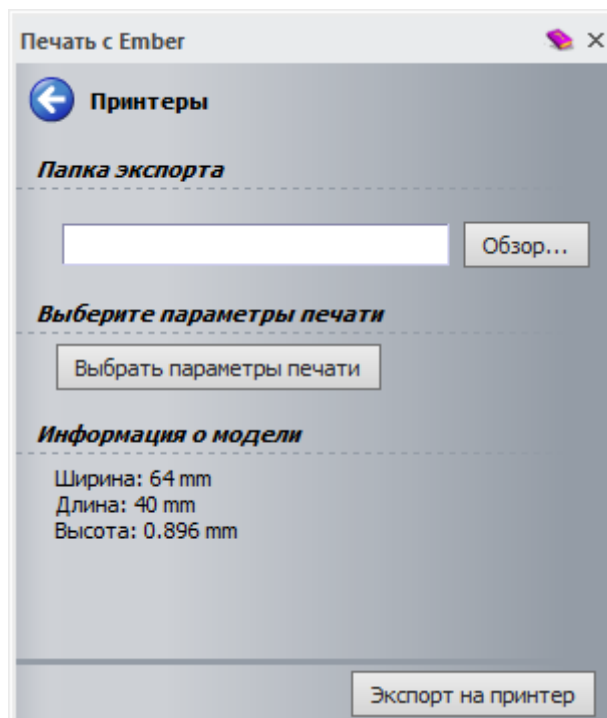 Печать с Ember
Принтеры
Папка экспорта
Обзор...
Выберите параметры печати
Выбрать параметры печати
Информация о модели
Ширина: 64 mm
Длина: 40 mm
Высота: 0.896 mm
Экспорт на принтер